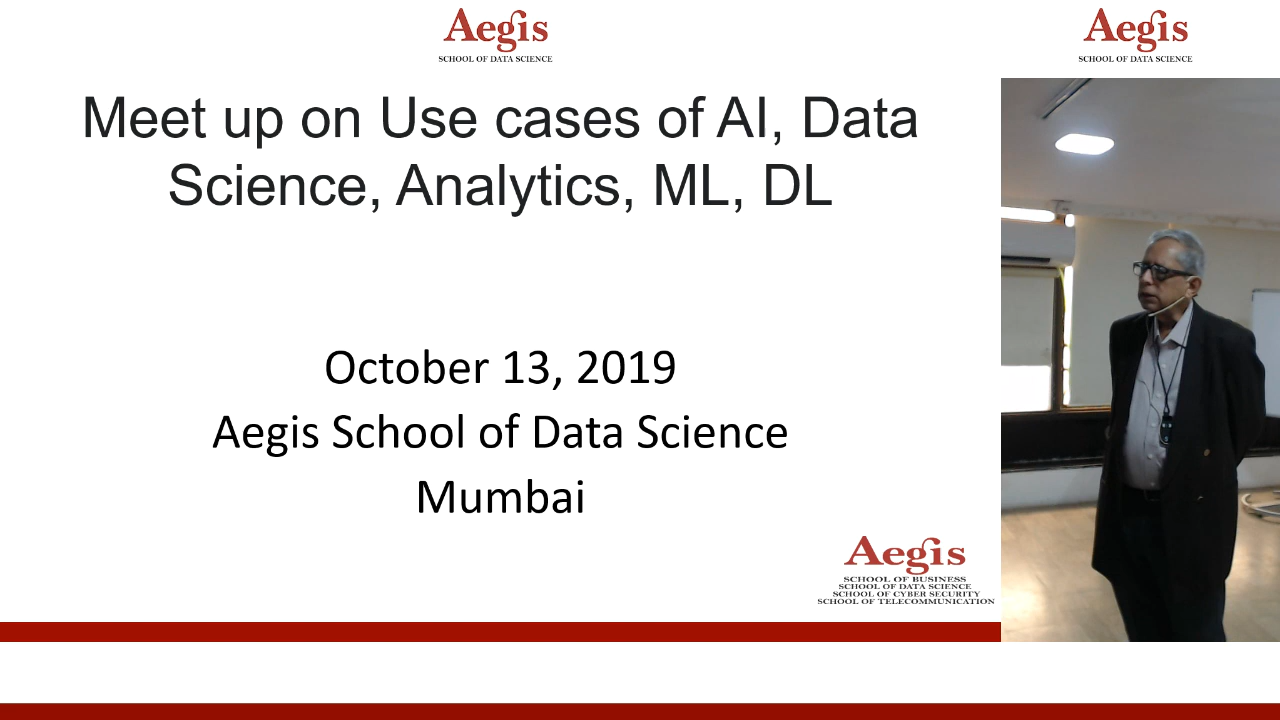 Aegis
SCHOOL OF DATA SCIENCE
Aegis
SCHOOL OF DATA SCIENCE
Meet up on Use cases of AI, Data
Science, Analytics, ML, DL
October 13, 2019
Aegis School of Data Science
Mumbai
Aegis
SCHOOL OF BUSINESS
SCHOOL OF DATA SCIENCE
SCHOOL OF CYBER SECURITY
SCHOOL OF TELECOMMUNICATION